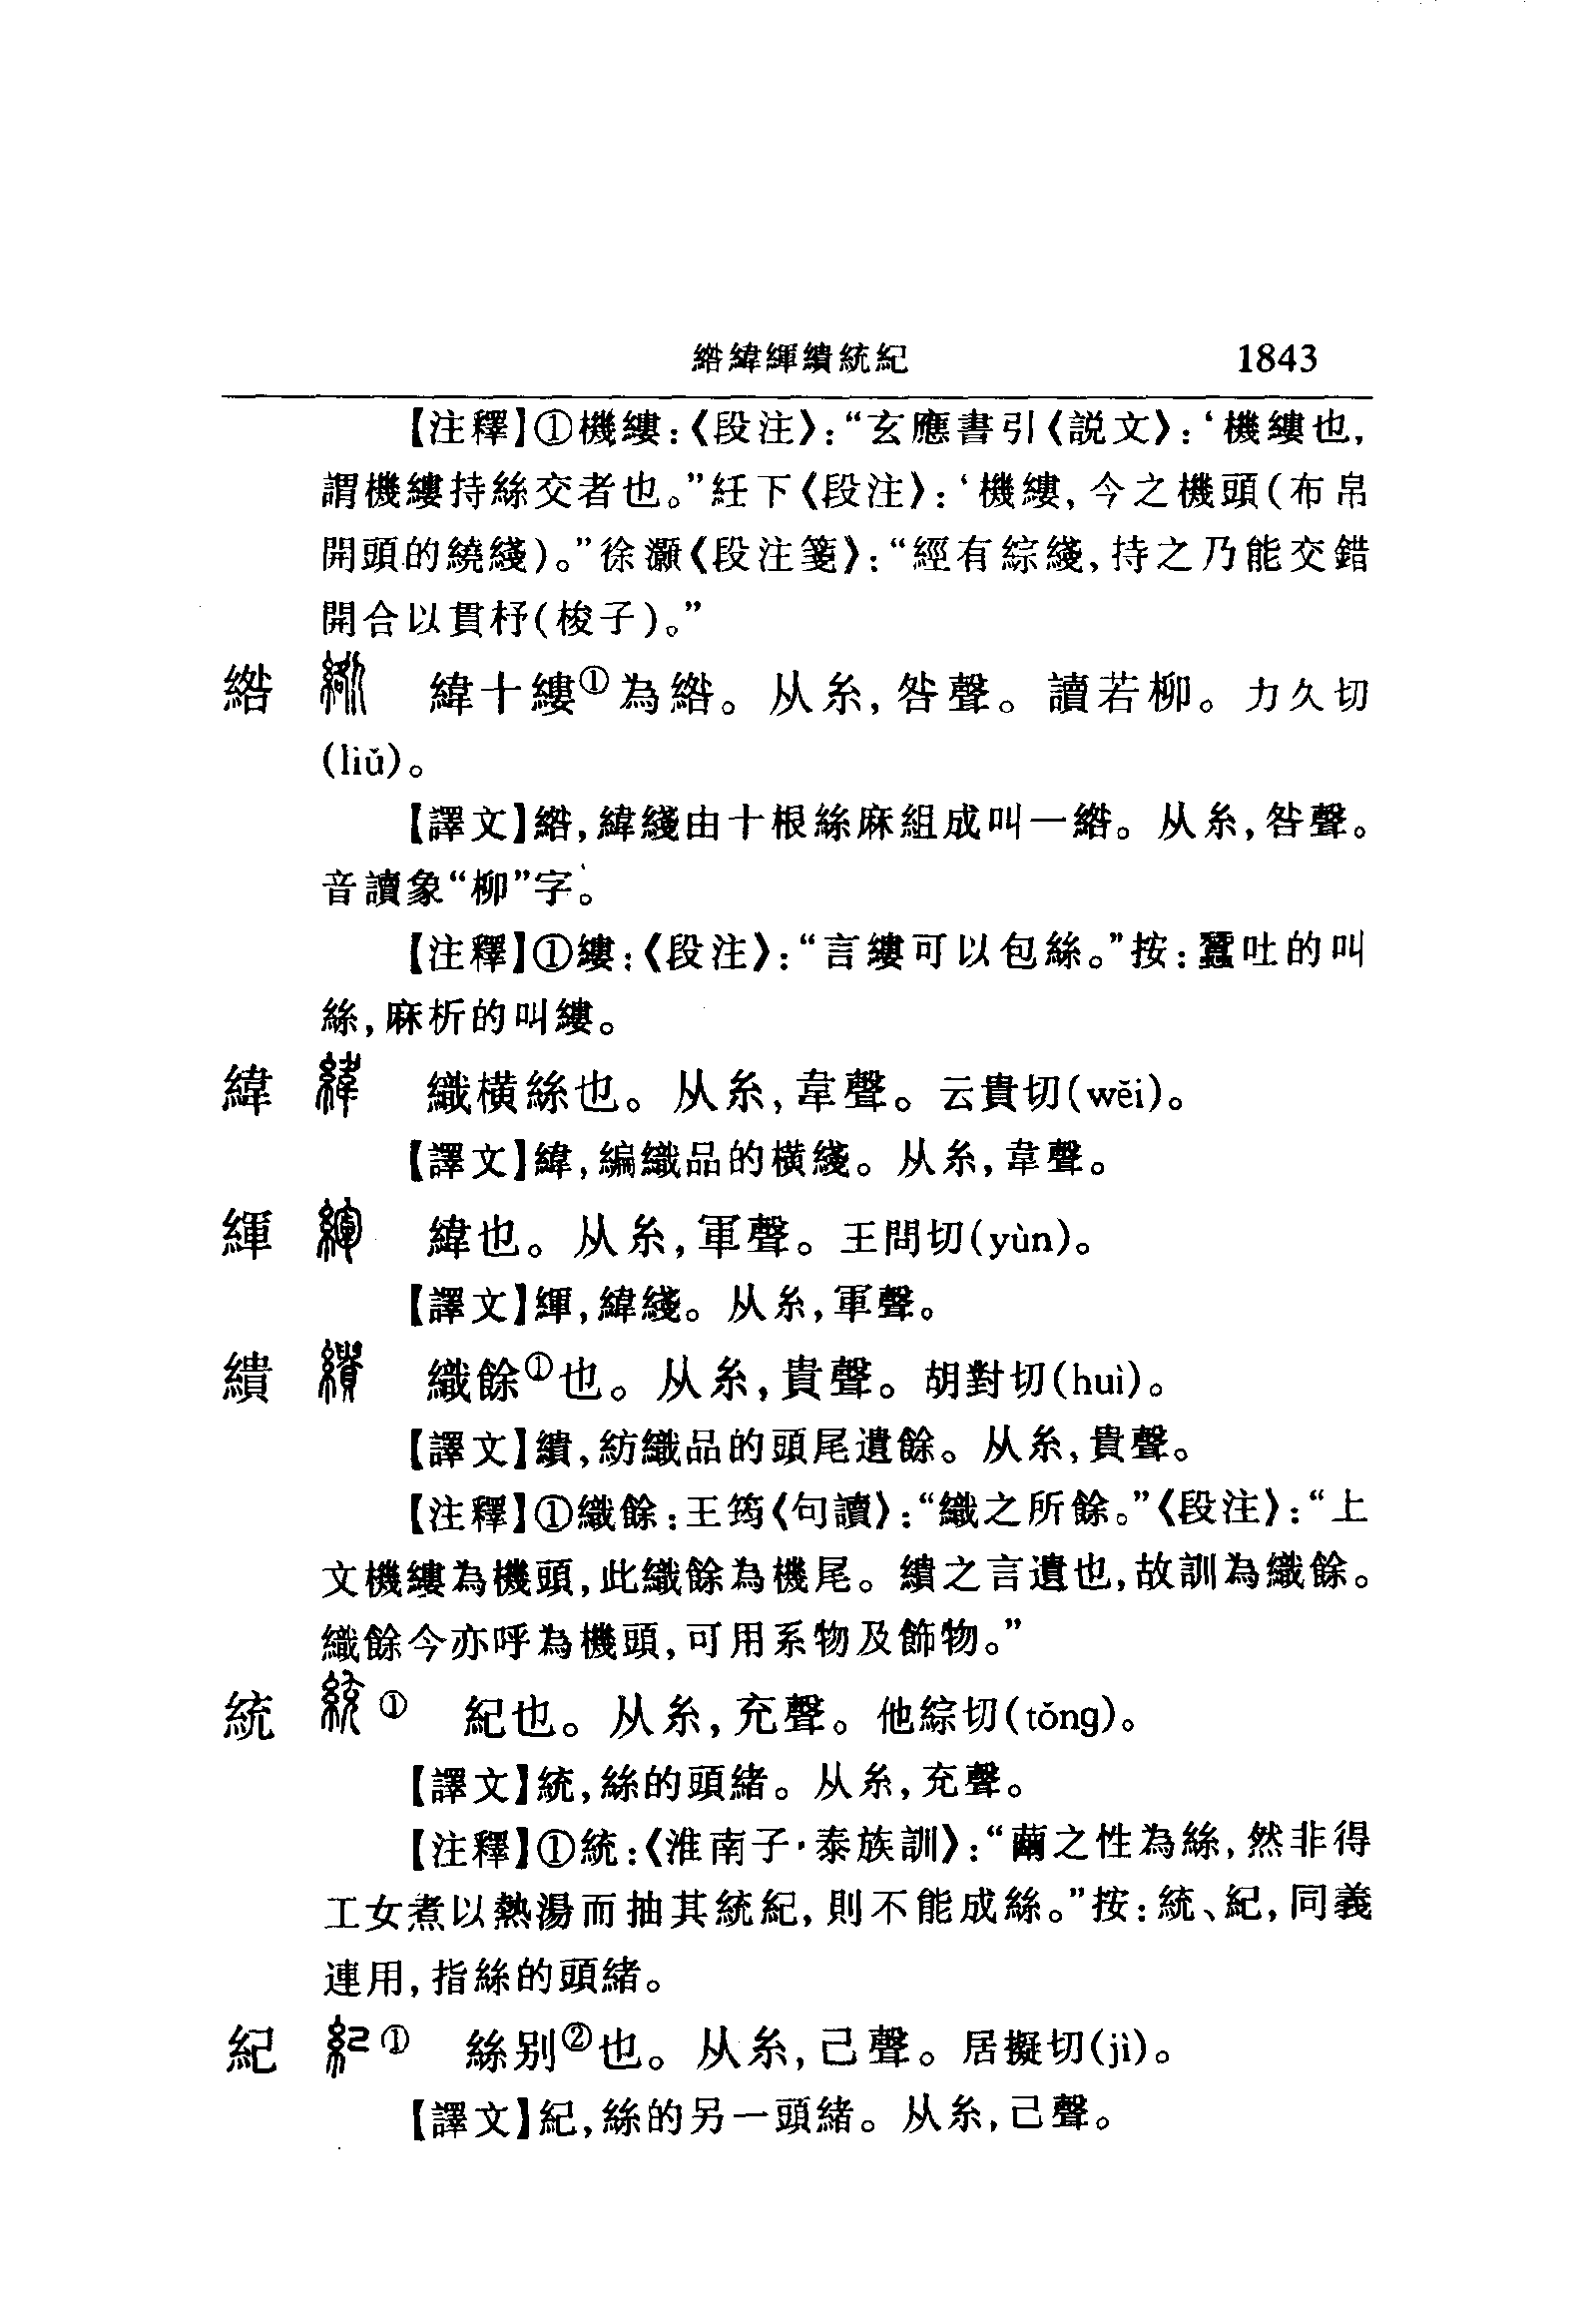 綹緯緷繢統紀 1843
【注釋】①機縷:《段注》:“玄應書引《説文》:‘機縷也,
謂機縷持絲交者也。”紝下《段注》:‘機縷,今之機頭(布帛
開頭的繞綫)。”徐灝《段注箋》:“經有綜綫,持之乃能交錯
開合以貫杼(梭子)。”
綹 緯十縷①為綹。从糸,咎聲。讀若柳。力久切
(liǔ)。
【譯文】綹,緯綫由十根絲麻組成叫一綹。从糸,咎聲。
音讀象“柳”字。
【注釋】①縷:《段注》:“言縷可以包絲。”按:蠶吐的叫
絲,麻析的叫縷。
緯 織横絲也。从糸,韋聲。云貴切(wěi)。
【譯文】緯,編織品的横綫。从糸,韋聲。
緷 緯也。从糸,軍聲。王問切(yùn)。
【譯文】緷,緯綫。从糸,軍聲。
繢 織餘①也。从糸,貴聲。胡對切(huì)。
【譯文】繢,紡織品的頭尾遺餘。从糸,貴聲。
【注釋】①織餘:王筠《句讀》:“織之所餘。”《段注》:“上
文機縷為機頭,此織餘為機尾。繢之言遺也,故訓為織餘。
織餘今亦呼為機頭,可用系物及飾物。”
統 ① 紀也。从糸,充聲。他綜切(tǒng)。
【譯文】統,絲的頭緒。从糸,充聲。
【注釋】①統:《淮南子·泰族訓》:“繭之性為絲,然非得
工女煮以熱湯而抽其統紀,則不能成絲。”按:統、紀,同義
連用,指絲的頭緒。
紀 ① 絲别②也。从糸,己聲。居擬切(jì)。
【譯文】紀,絲的另一頭緒。从糸,己聲。